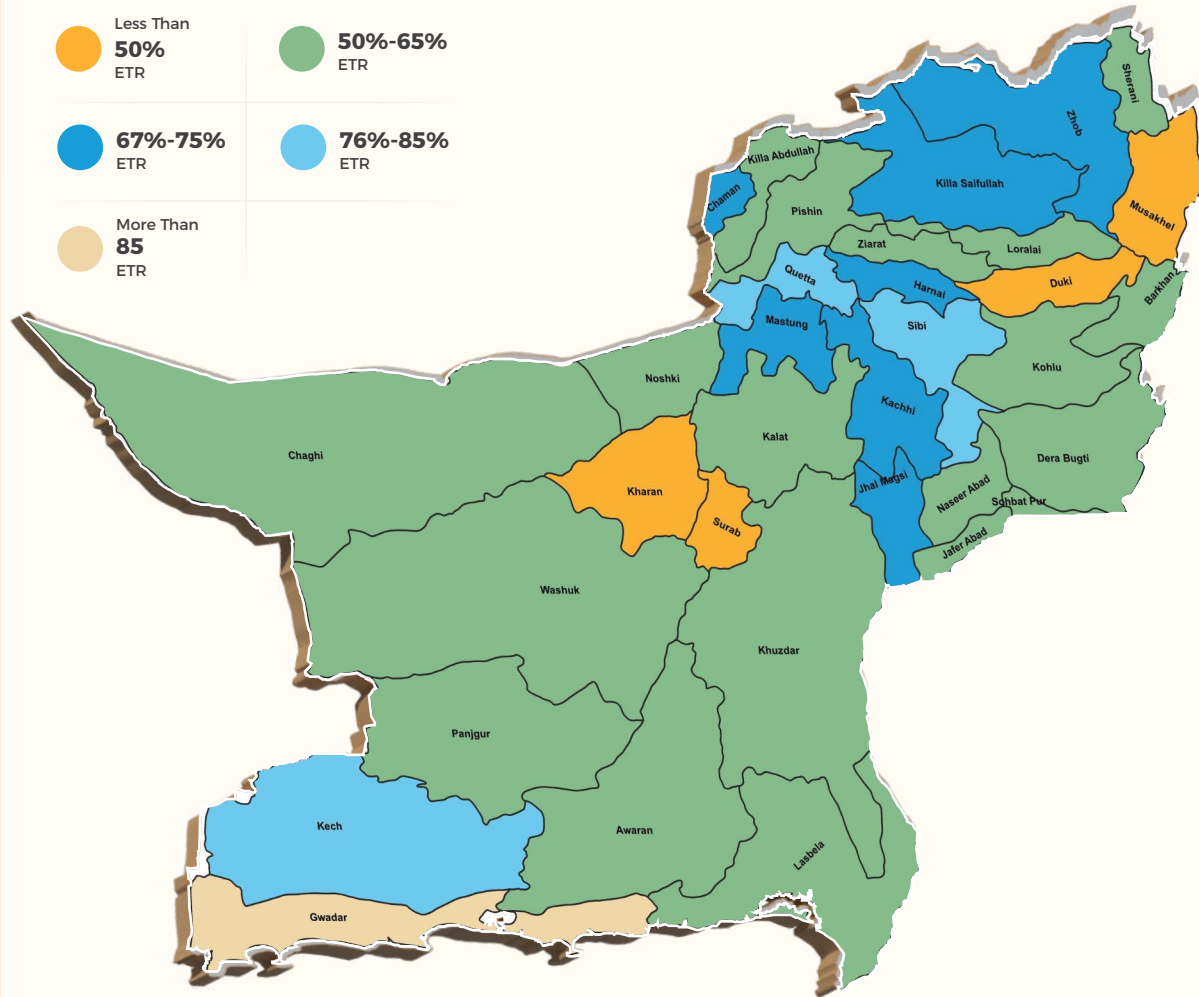 Less Than
50%
ETR
50%-65%
ETR
67%-75%
ETR
76%-85%
ETR
More Than
85
ETR
Sherani
Zhob
Killa Abdullah
Killa Saifullah
Chaman
Pishin
Musakhel
Ziarat
Loralai
Quetta
Harnai
Duki
Barkhan
Mastung
Sibi
Noshki
Kohlu
Kachhi
Kalat
Chaghi
Dera Bugti
Jhal Magsi
Kharan
Naseer Abad
Sohbat Pur
Surab
Jafer Abad
Washuk
Khuzdar
Panjgur
Kech
Awaran
Lasbela
Gwadar